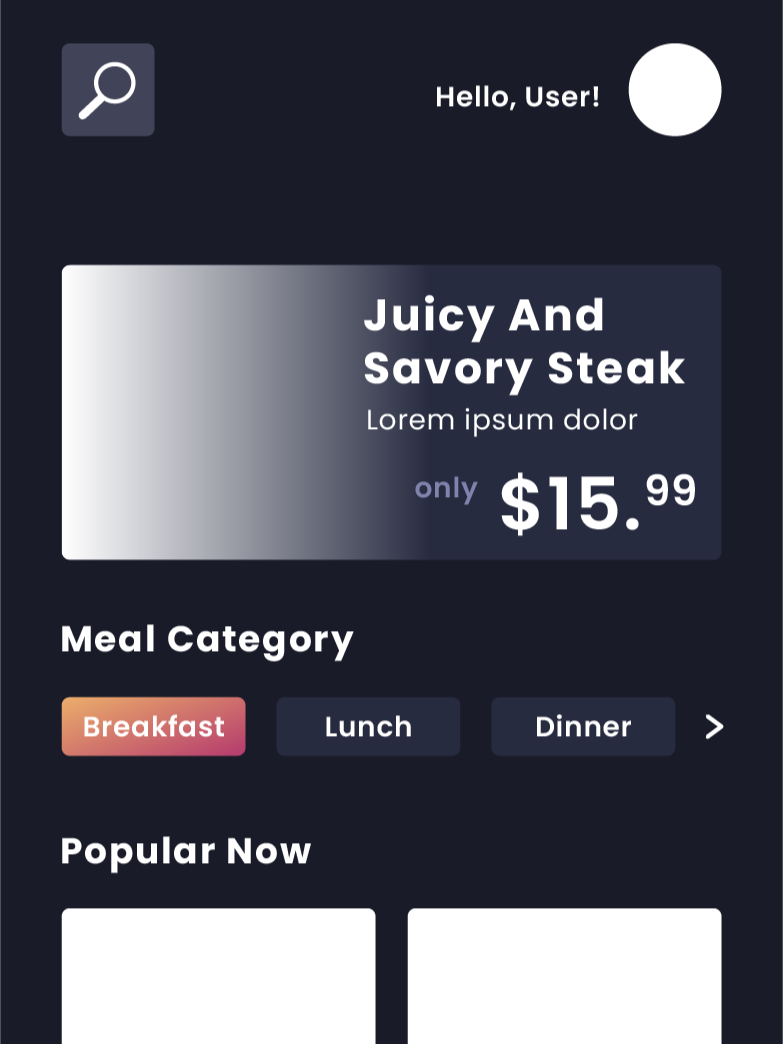 Hello, User!
Juicy And
Savory Steak
Lorem ipsum dolor
only $15.99
Meal Category
Breakfast Lunch Dinner >
Popular Now